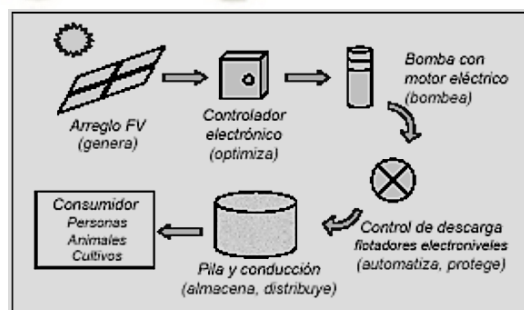 Arreglo FV
(genera)
Controlador
electrónico
(optimiza)
Bomba con
motor eléctrico
(bombea)
Control de descarga
flotadores electroniveles
(automatiza, protege)
Pila y conducción
(almacena, distribuye)
Consumidor
Personas
Animales
Cultivos